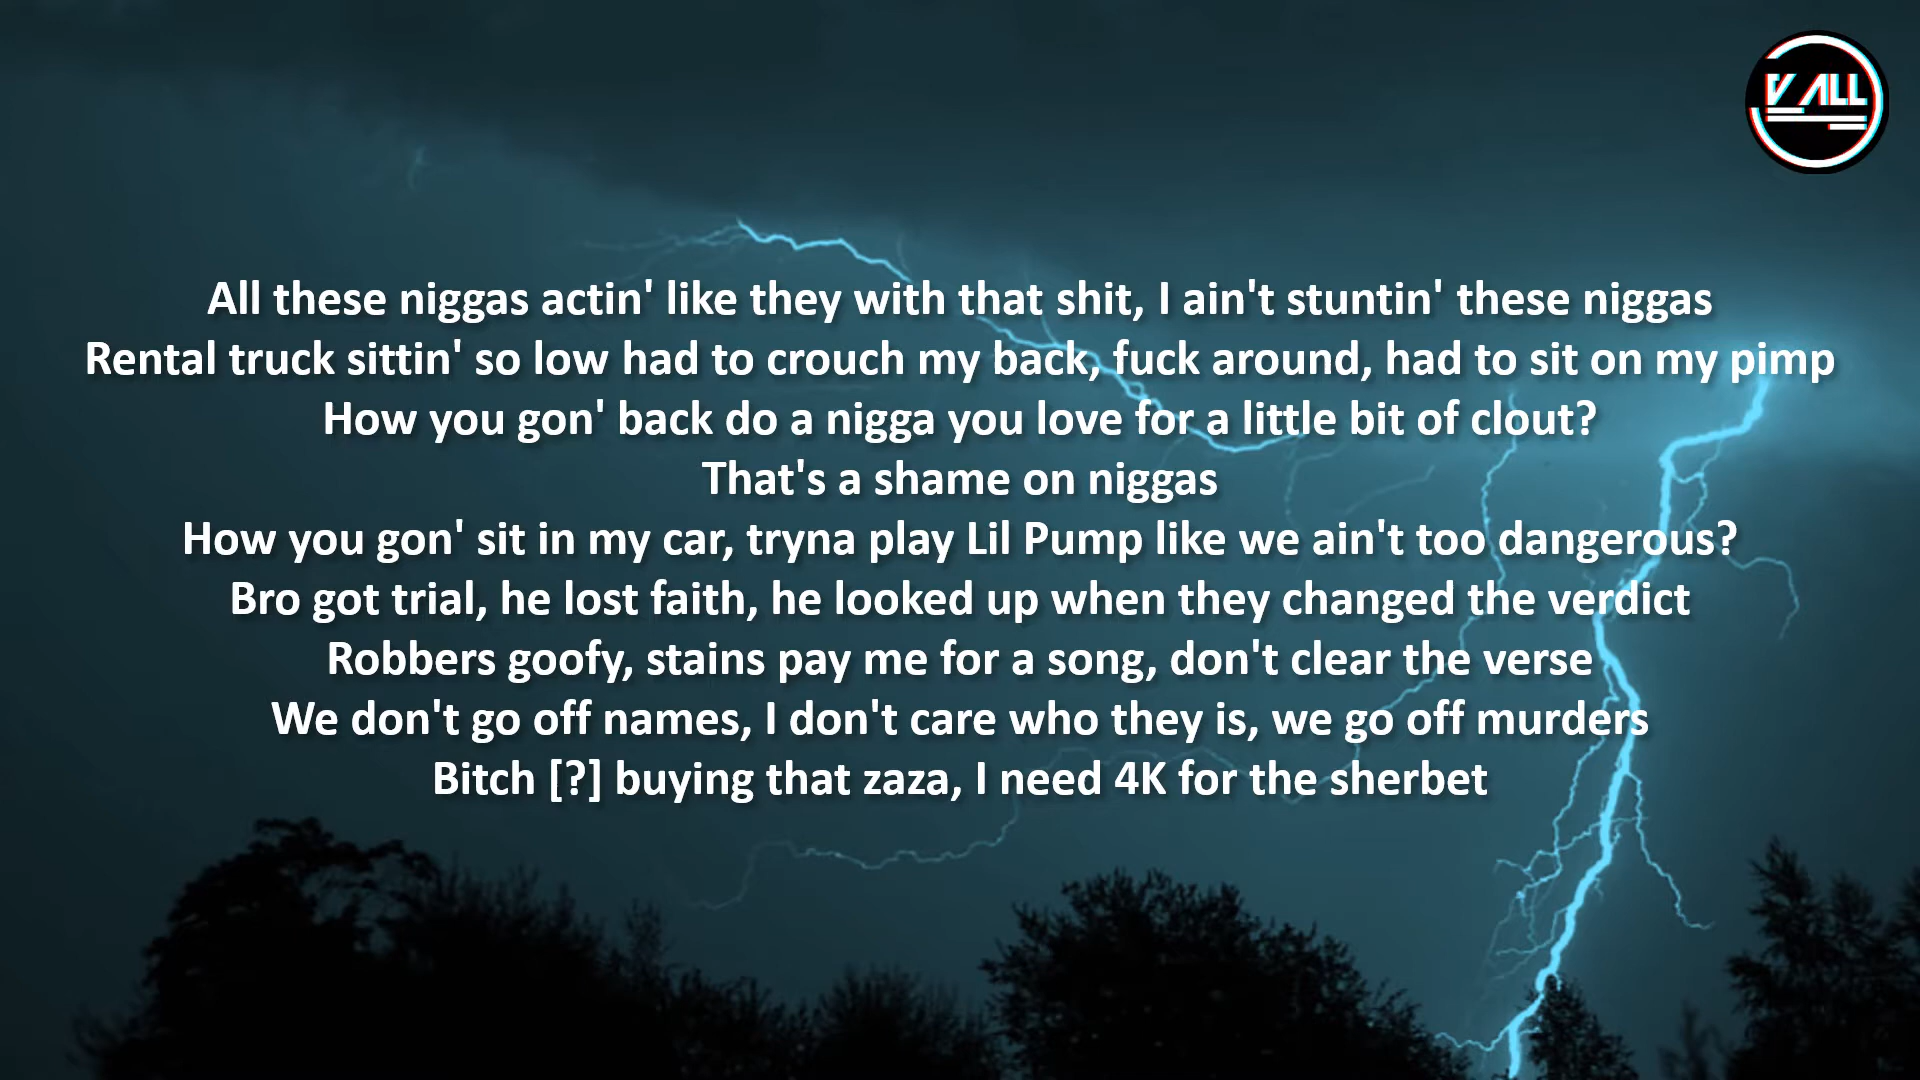 V ALL
All these niggas actin' like they with that shit, I ain't stuntin' these niggas
Rental truck sittin' so low had to crouch my back, fuck around, had to sit on my pimp
How you gon' back do a nigga you love for a little bit of clout?
That's a shame on niggas
How you gon' sit in my car, tryna play Lil Pump like we ain't too dangerous?
Bro got trial, he lost faith, he looked up when they changed the verdict
Robbers goofy, stains pay me for a song, don't clear the verse
We don't go off names, I don't care who they is, we go off murders
Bitch [?] buying that zaza, I need 4K for the sherbet